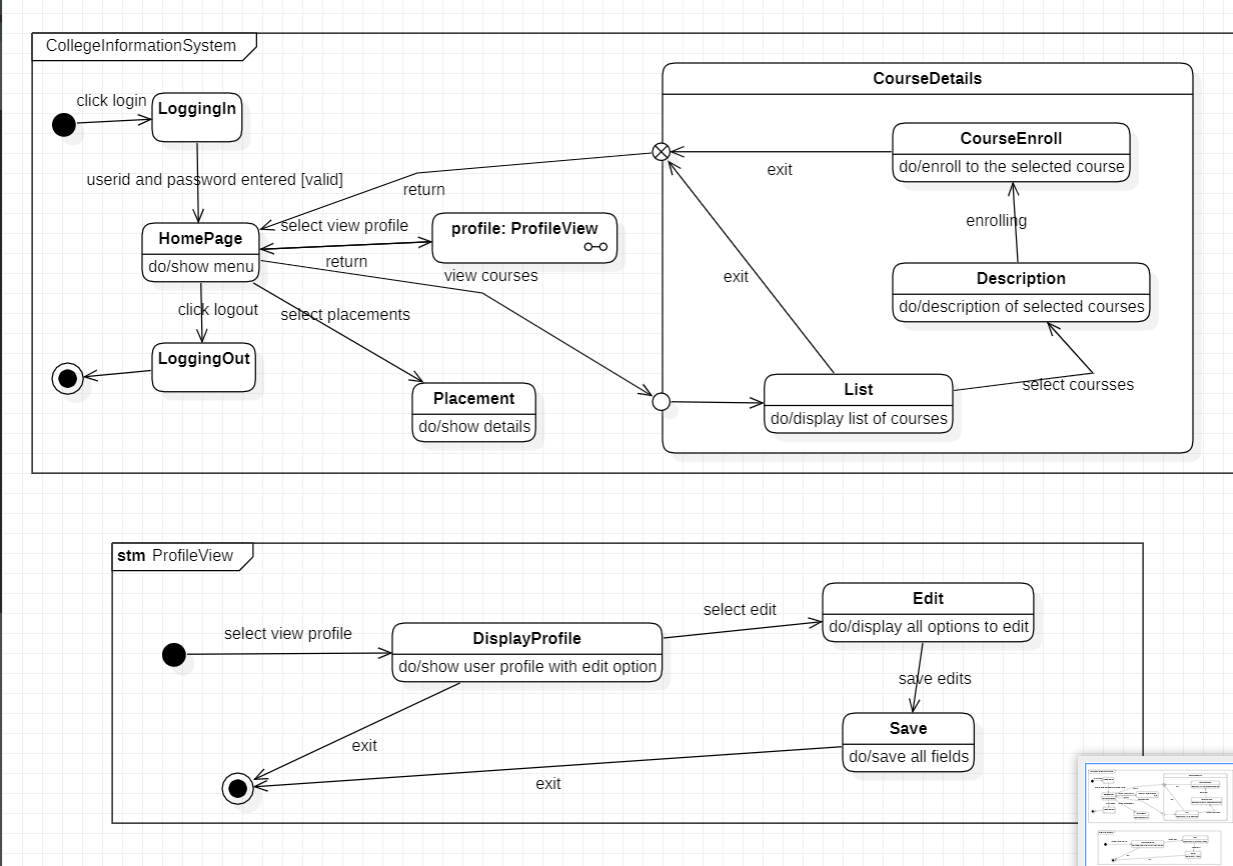 CollegeInformationSystem
CourseDetails
click login
LoggingIn
CourseEnroll
do/enroll to the selected course
exit
userid and password entered [valid]
return
select view profile
profile: ProfileView
enrolling
HomePage
do/show menu
return
view courses
exit
Description
do/description of selected courses
click logout
select placements
LoggingOut
Placement
do/show details
List
do/display list of courses
select coursses
stm ProfileView
select view profile
DisplayProfile
do/show user profile with edit option
select edit
Edit
do/display all options to edit
save edits
Save
do/save all fields
exit
exit